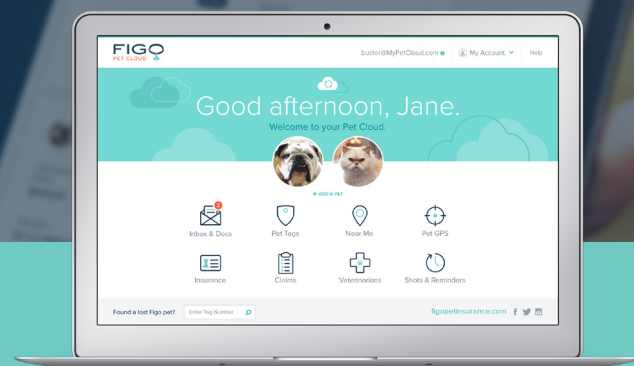 FIGO
PET CLOUD
buster@MyPetCloud.com
My Account
Help
Good afternoon, Jane.
Welcome to your Pet Cloud.
+ ADD A PET
2
Inbox & Docs
Pet Tags
Near Me
Pet GPS
Insurance
Claims
Veterinarians
Shots & Reminders
Found a lost Figo pet?
Enter Tag Number
figopetinsurance.com